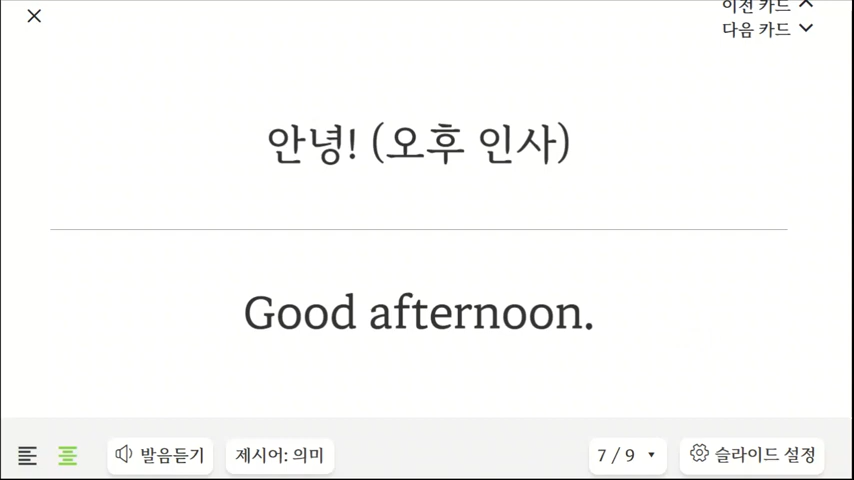 이전 카드
다음 카드
안녕! (오후 인사)
Good afternoon.
발음듣기
제시어: 의미
7 / 9
슬라이드 설정